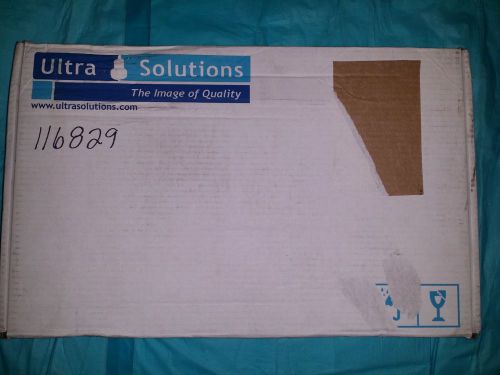 Ultra Solutions
The Image of Quality
www.ultrasolutions.com
116829